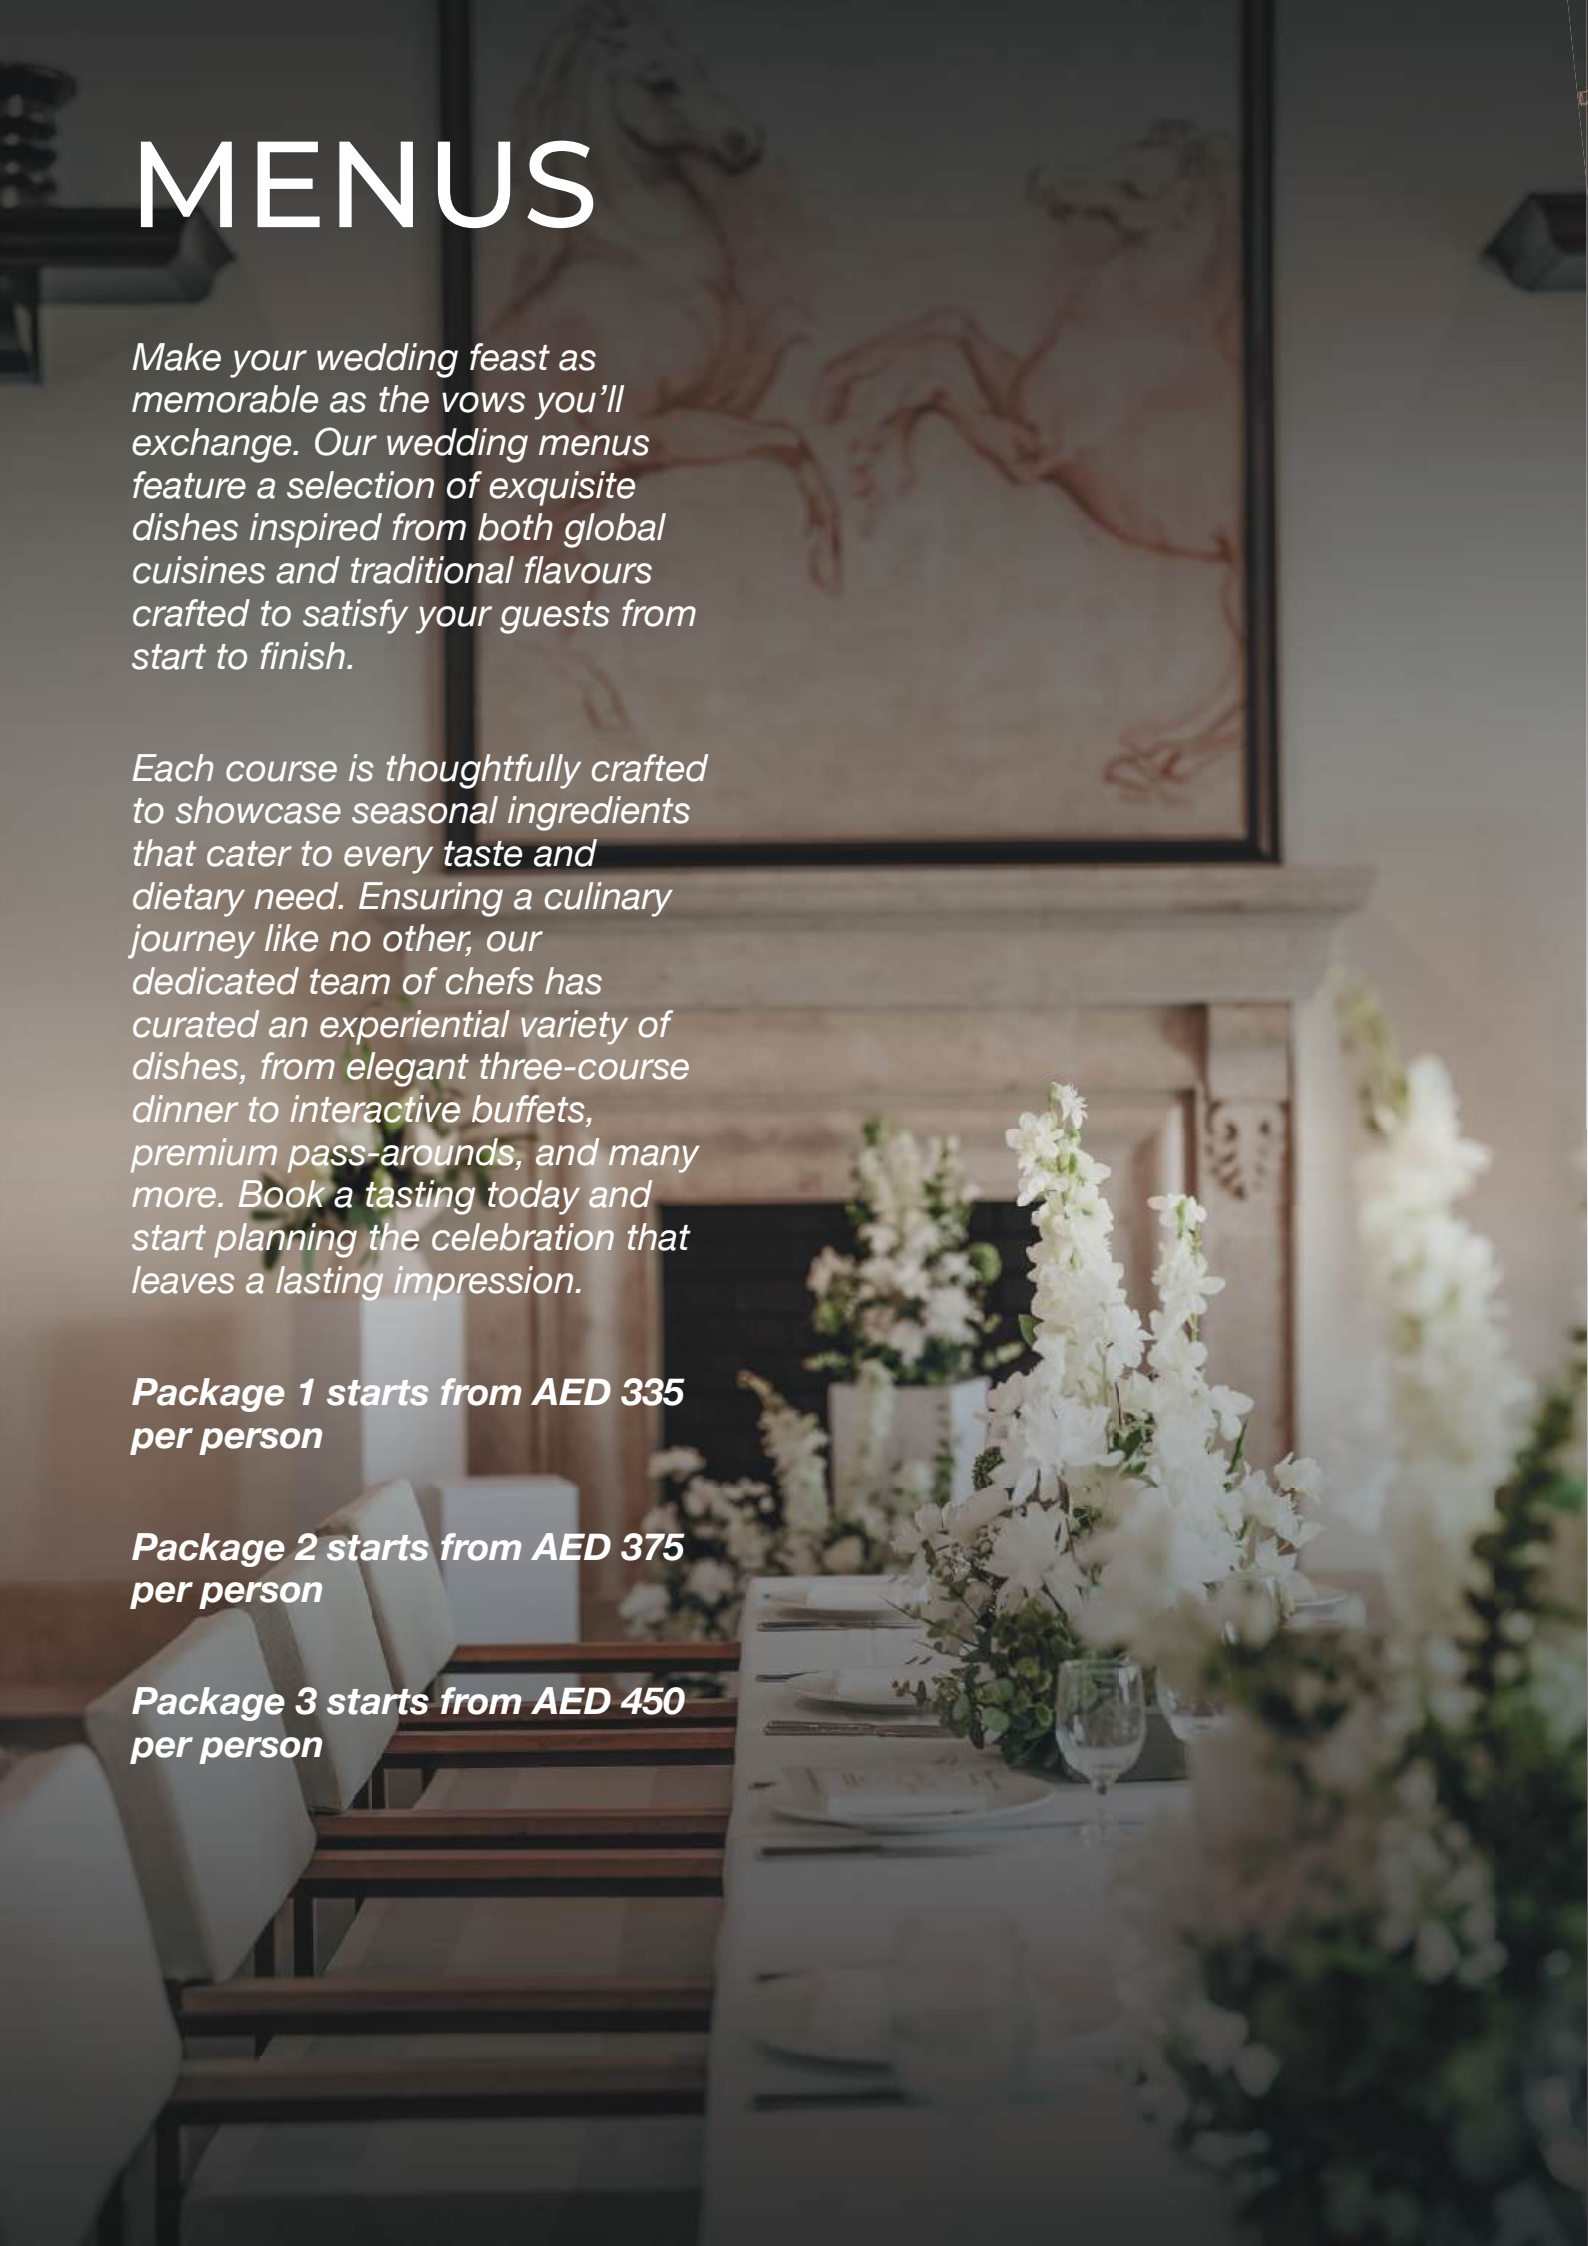 MENUS
Make your wedding feast as
memorable as the vows you’ll
exchange. Our wedding menus
feature a selection of exquisite
dishes inspired from both global
cuisines and traditional flavours
crafted to satisfy your guests from
start to finish.
Each course is thoughtfully crafted
to showcase seasonal ingredients
that cater to every taste and
dietary need. Ensuring a culinary
journey like no other, our
dedicated team of chefs has
curated an experiential variety of
dishes, from elegant three-course
dinner to interactive buffets,
premium pass-arounds, and many
more. Book a tasting today and
start planning the celebration that
leaves a lasting impression.
Package 1 starts from AED 335
per person
Package 2 starts from AED 375
per person
Package 3 starts from AED 450
per person